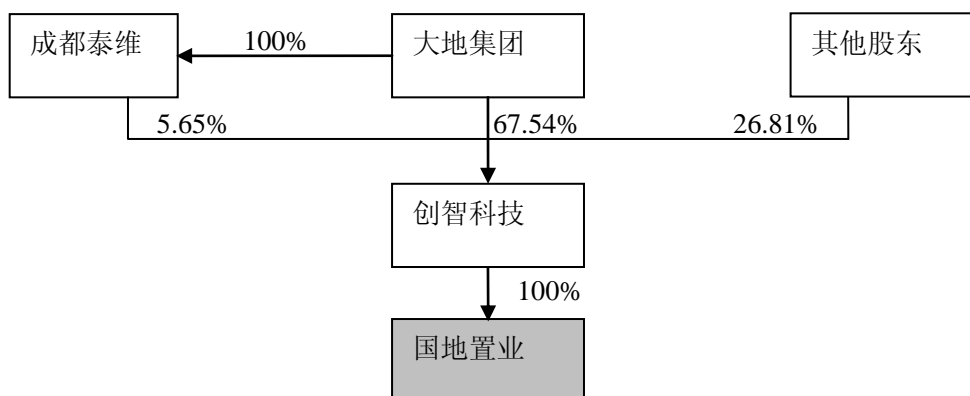 成都泰维
100%
大地集团
其他股东
5.65%
67.54%
26.81%
创智科技
100%
国地置业